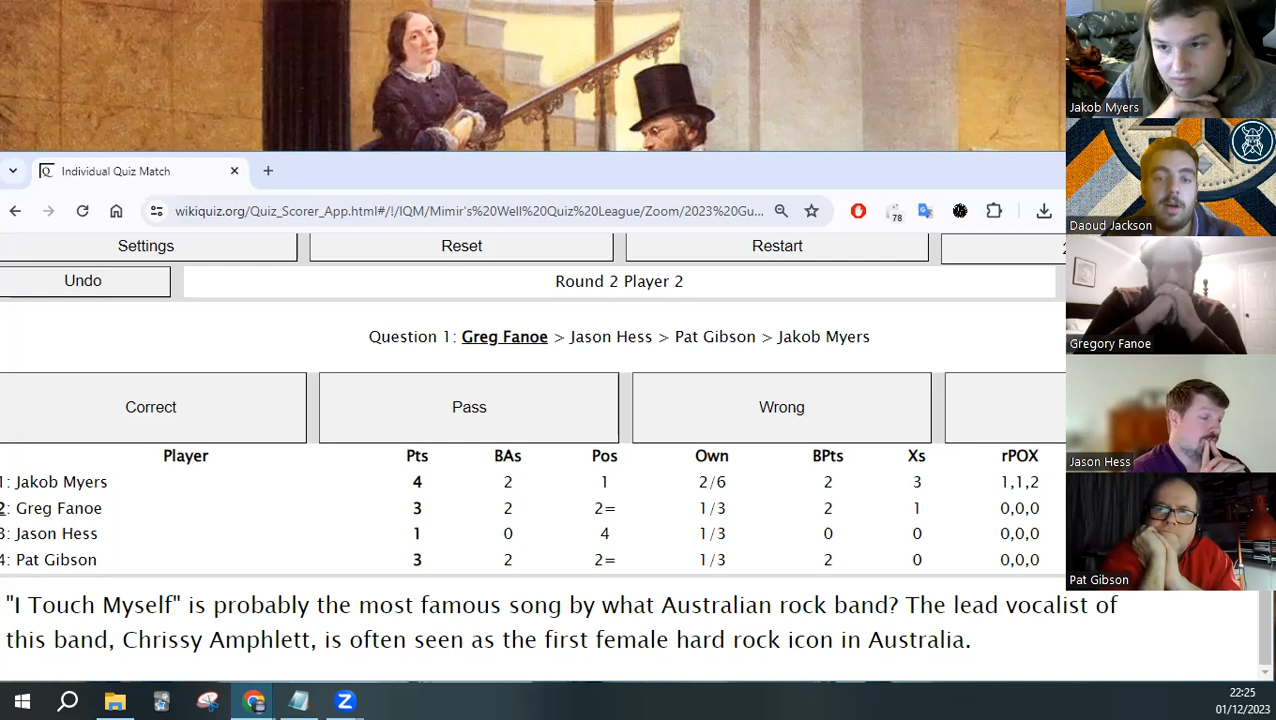 Individual Quiz Match
wikiquiz.org/Quiz_Scorer_App.html#/I/IQM/Mimir's%20Well%20Quiz%20League/Zoom/2023%20Gu...
78
Settings Reset Restart
Undo Round 2 Player 2
Question 1: Greg Fanoe > Jason Hess > Pat Gibson > Jakob Myers
Correct Pass Wrong
Player Pts BAs Pos Own BPts Xs rPOX
1: Jakob Myers 4 2 1 2/6 2 3 1,1,2
2: Greg Fanoe 3 2 2= 1/3 2 1 0,0,0
3: Jason Hess 1 0 4 1/3 0 0 0,0,0
4: Pat Gibson 3 2 2= 1/3 2 0 0,0,0
"I Touch Myself" is probably the most famous song by what Australian rock band? The lead vocalist of
this band, Chrissy Amphlett, is often seen as the first female hard rock icon in Australia.
Jakob Myers
Daoud Jackson
Gregory Fanoe
Jason Hess
Pat Gibson
22:25
01/12/2023